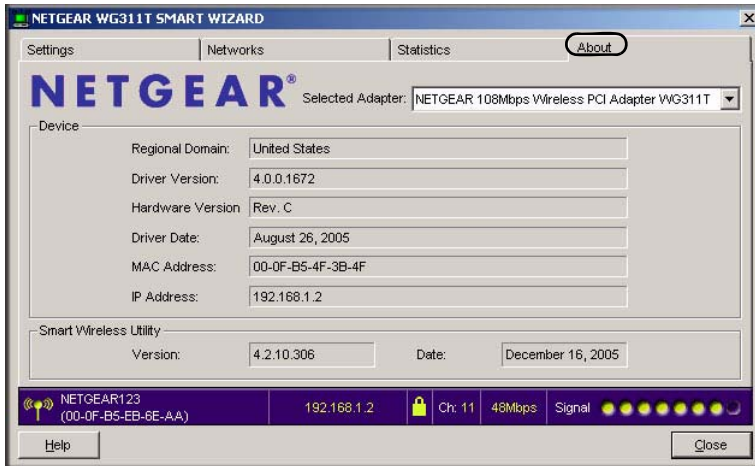 NETGEAR WG311T SMART WIZARD
Settings Networks Statistics About
NETGEAR® Selected Adapter: NETGEAR 108Mbps Wireless PCI Adapter WG311T
Device
Regional Domain: United States
Driver Version: 4.0.0.1672
Hardware Version Rev. C
Driver Date: August 26, 2005
MAC Address: 00-0F-B5-4F-3B-4F
IP Address: 192.168.1.2
Smart Wireless Utility
Version: 4.2.10.306 Date: December 16, 2005
NETGEAR123
(00-0F-B5-EB-6E-AA) 192.168.1.2 Ch: 11 48Mbps Signal
Help Close